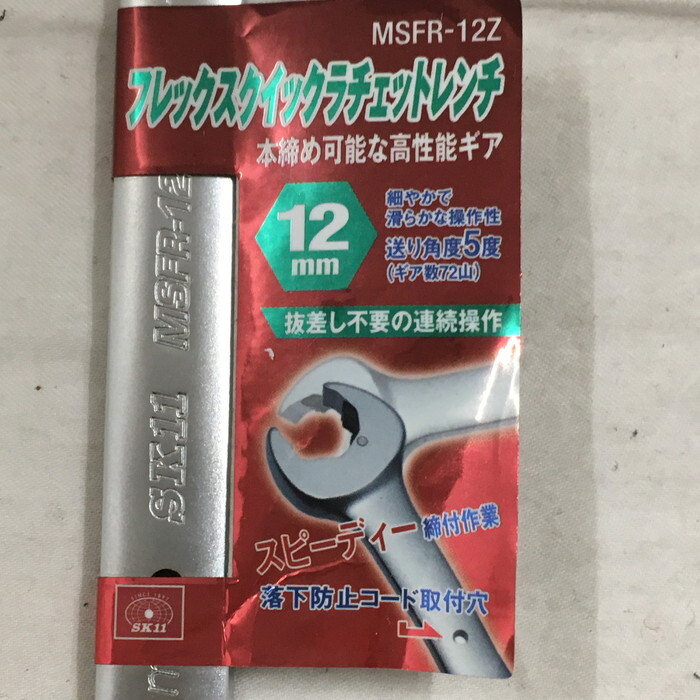 MSFR-12Z
フレックスクイックラチェットレンチ
本締め可能な高性能ギア
12
mm
細やかで
滑らかな操作性
送り角度5度
(ギア数72山)
抜差し不要の連続操作
スピーディー締付作業
落下防止コード取付穴
SK11 MSFR-12
SINCE 1892
SK11